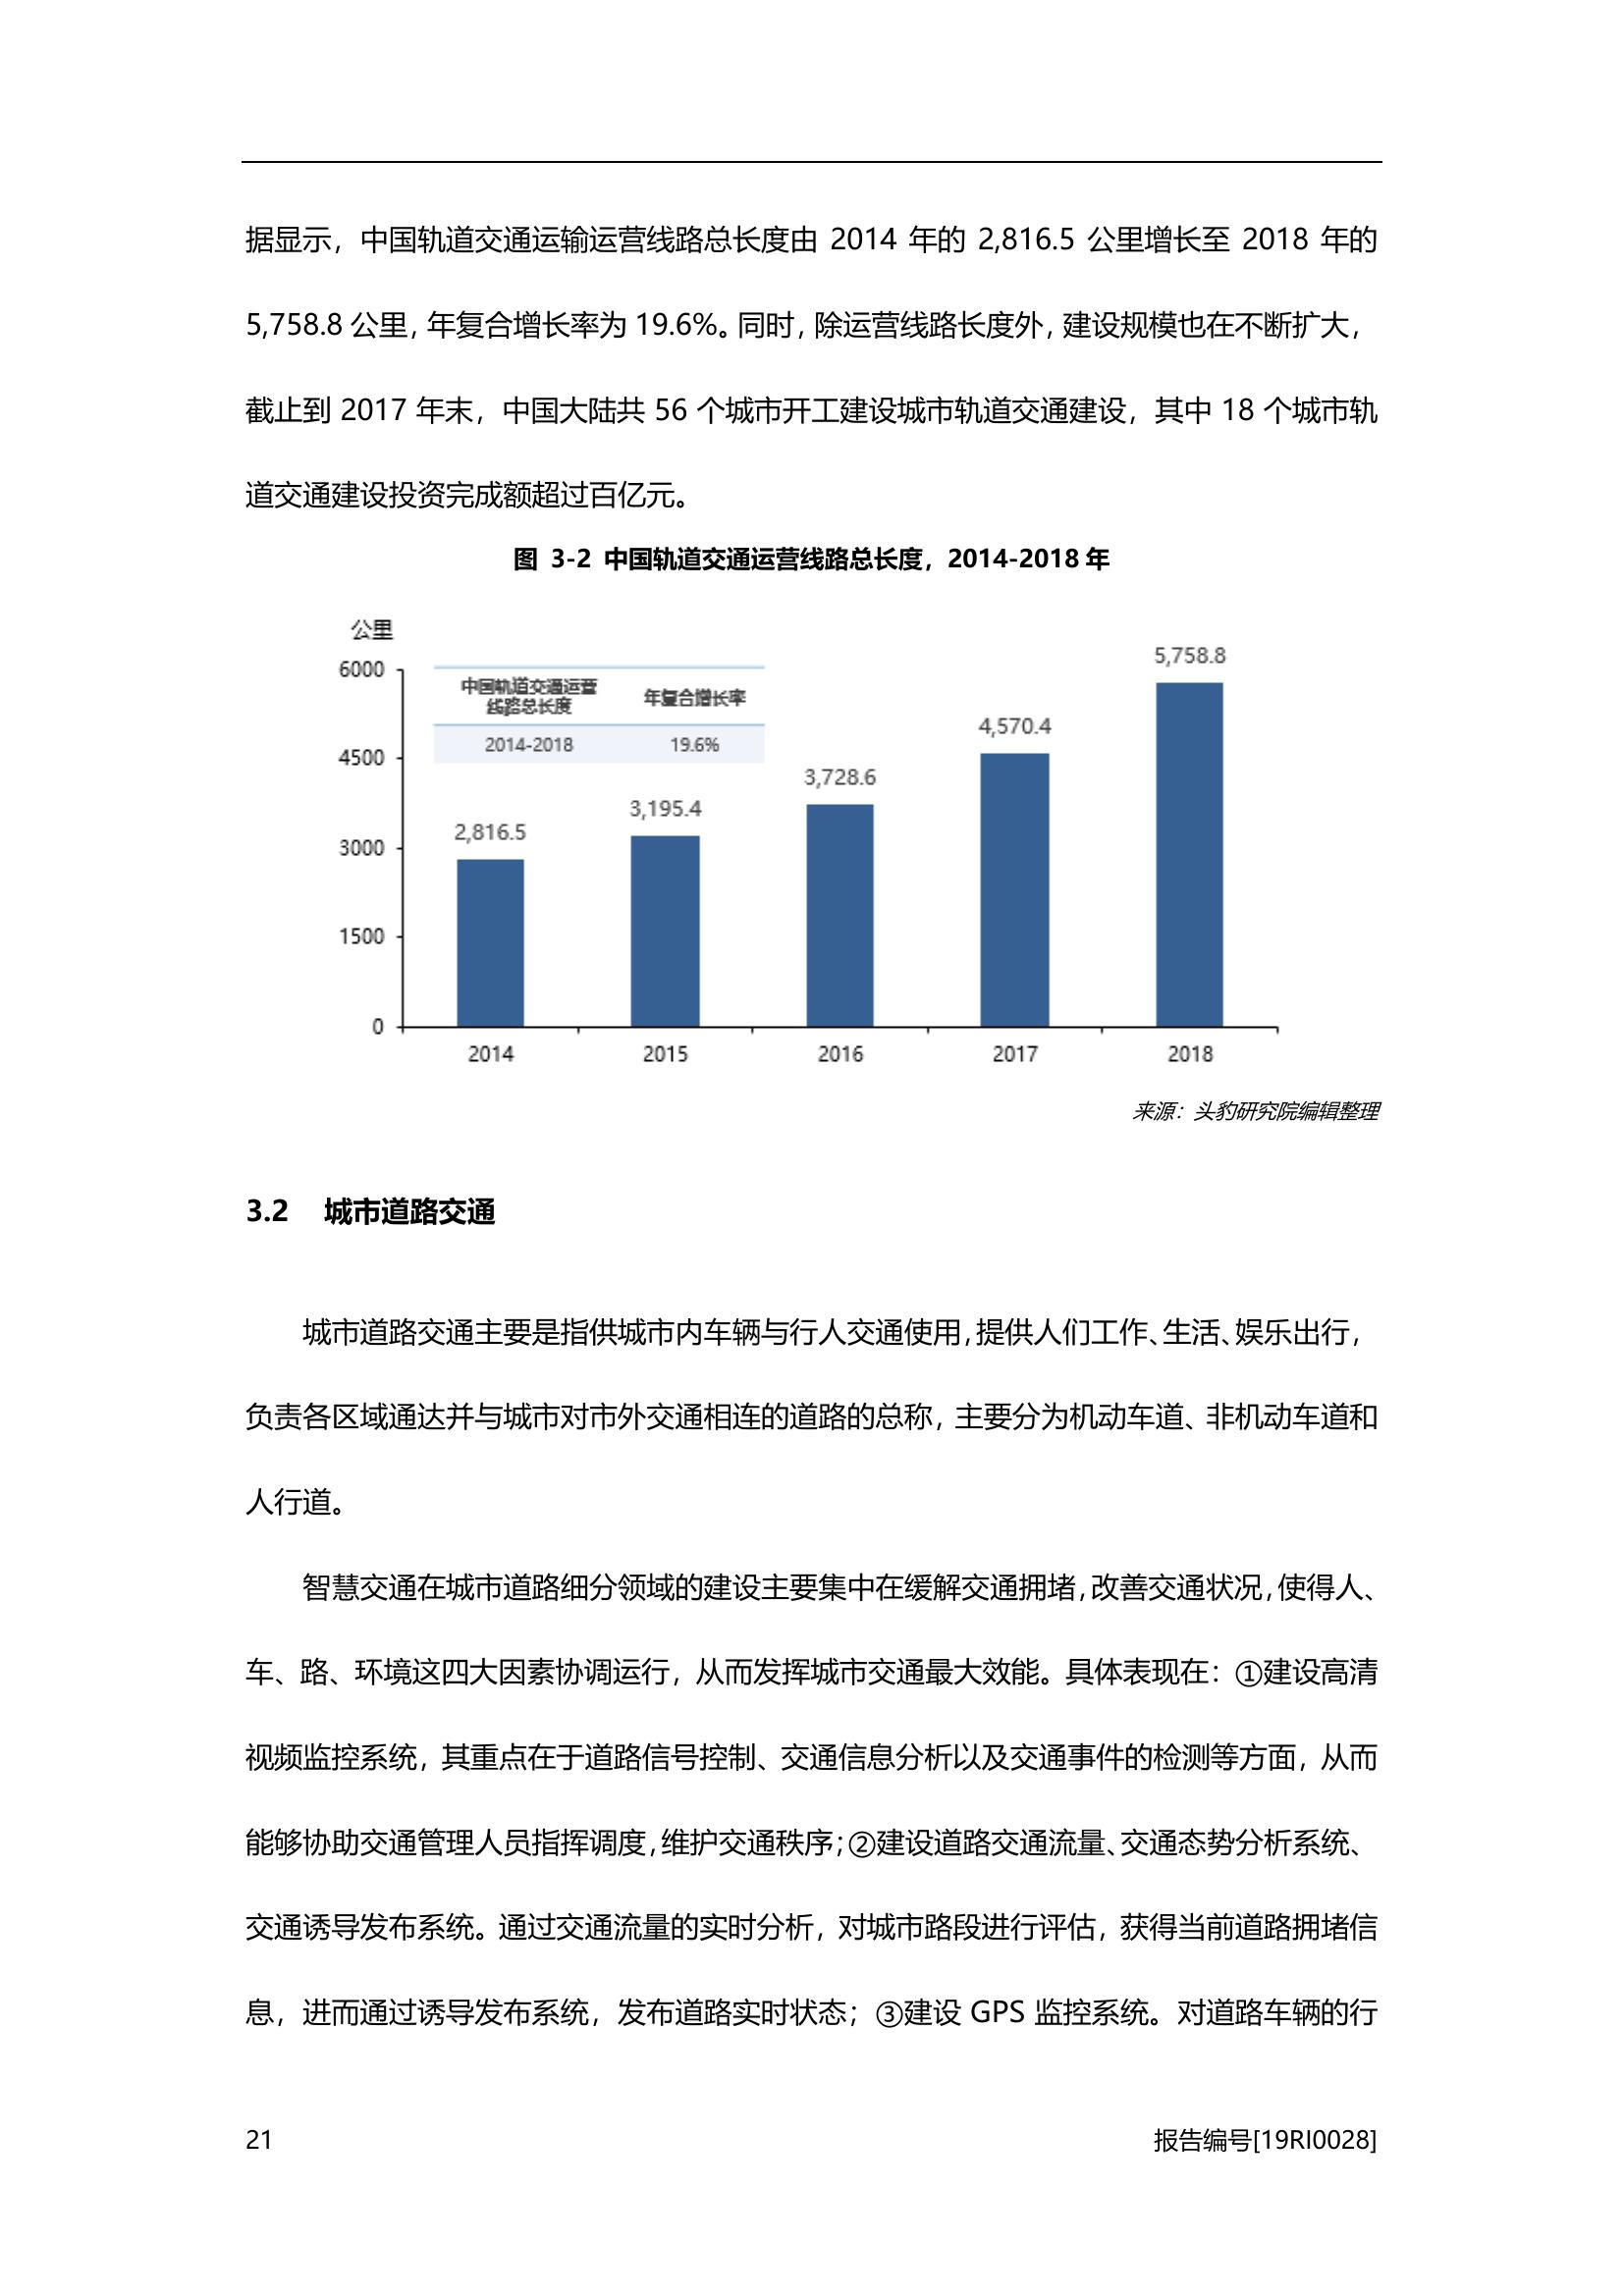 据显示，中国轨道交通运输运营线路总长度由 2014 年的 2,816.5 公里增长至 2018 年的
5,758.8 公里，年复合增长率为 19.6%。同时，除运营线路长度外，建设规模也在不断扩大，
截止到 2017 年末，中国大陆共 56 个城市开工建设城市轨道交通建设，其中 18 个城市轨
道交通建设投资完成额超过百亿元。
图 3-2 中国轨道交通运营线路总长度，2014-2018 年
公里
6000
4500
3000
1500
0
中国轨道交通运营
线路总长度
年复合增长率
2014-2018 19.6%
2,816.5
3,195.4
3,728.6
4,570.4
5,758.8
2014 2015 2016 2017 2018
来源：头豹研究院编辑整理
3.2 城市道路交通
城市道路交通主要是指供城市内车辆与行人交通使用，提供人们工作、生活、娱乐出行，
负责各区域通达并与城市对市外交通相连的道路的总称，主要分为机动车道、非机动车道和
人行道。
智慧交通在城市道路细分领域的建设主要集中在缓解交通拥堵，改善交通状况，使得人、
车、路、环境这四大因素协调运行，从而发挥城市交通最大效能。具体表现在：①建设高清
视频监控系统，其重点在于道路信号控制、交通信息分析以及交通事件的检测等方面，从而
能够协助交通管理人员指挥调度，维护交通秩序；②建设道路交通流量、交通态势分析系统、
交通诱导发布系统。通过交通流量的实时分析，对城市路段进行评估，获得当前道路拥堵信
息，进而通过诱导发布系统，发布道路实时状态；③建设 GPS 监控系统。对道路车辆的行
21
报告编号[19RI0028]